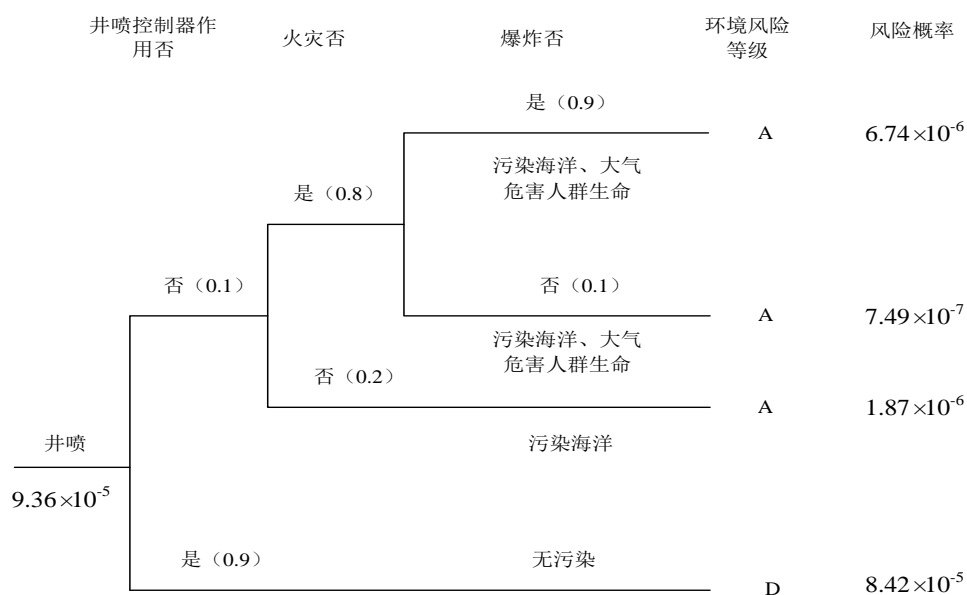 井喷控制器作
用否
火灾否
爆炸否
环境风险
等级
风险概率
是（0.9）
A
6.74×10⁻⁶
污染海洋、大气
危害人群生命
是（0.8）
否（0.1）
否（0.1）
A
7.49×10⁻⁷
污染海洋、大气
危害人群生命
否（0.2）
A
1.87×10⁻⁶
井喷
污染海洋
9.36×10⁻⁵
是（0.9）
无污染
D
8.42×10⁻⁵